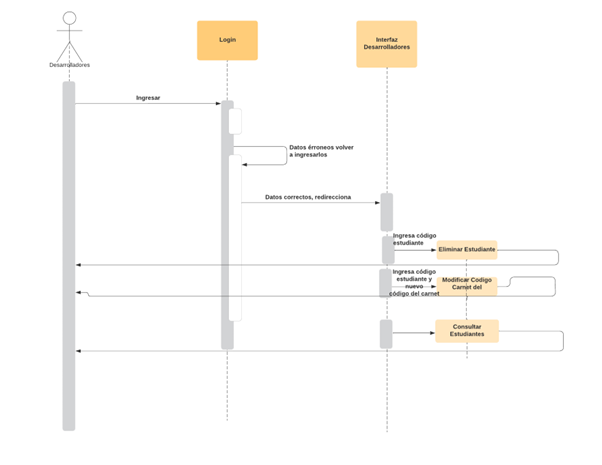 Login
Interfaz
Desarrolladores
Desarrolladores
Ingresar
Datos érroneos volver
a ingresarlos
Datos correctos, redirecciona
Ingresa código
estudiante
Eliminar Estudiante
Ingresa código
estudiante y
nuevo
código del carnet
Modificar Codigo
Carnet del
Consultar
Estudiantes